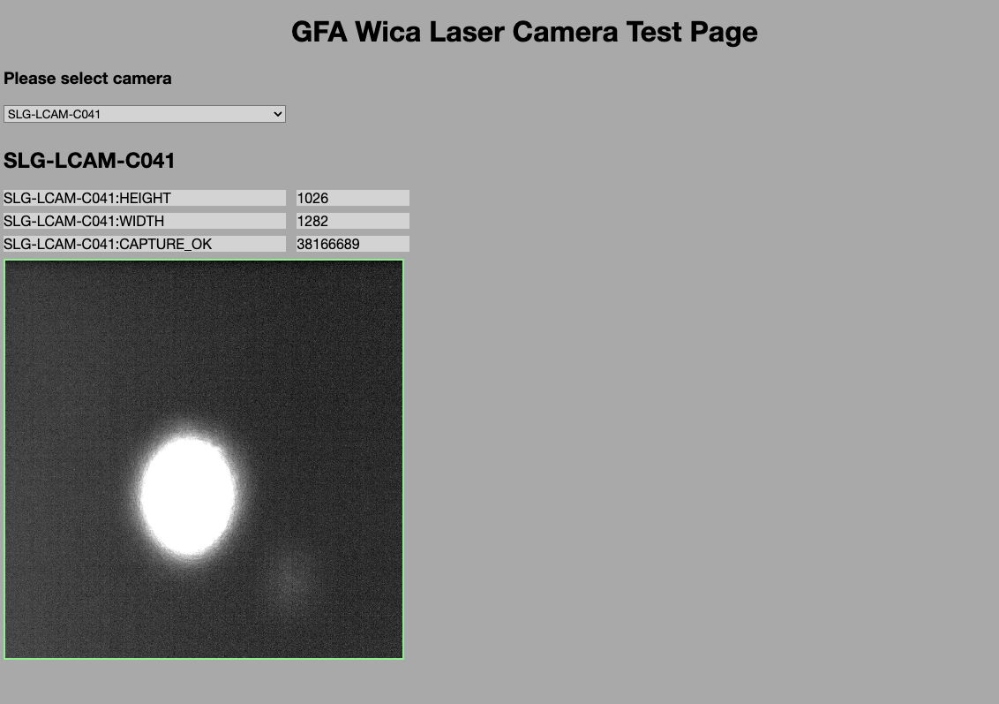 GFA Wica Laser Camera Test Page
Please select camera
SLG-LCAM-C041
SLG-LCAM-C041
SLG-LCAM-C041:HEIGHT 1026
SLG-LCAM-C041:WIDTH 1282
SLG-LCAM-C041:CAPTURE_OK 38166689